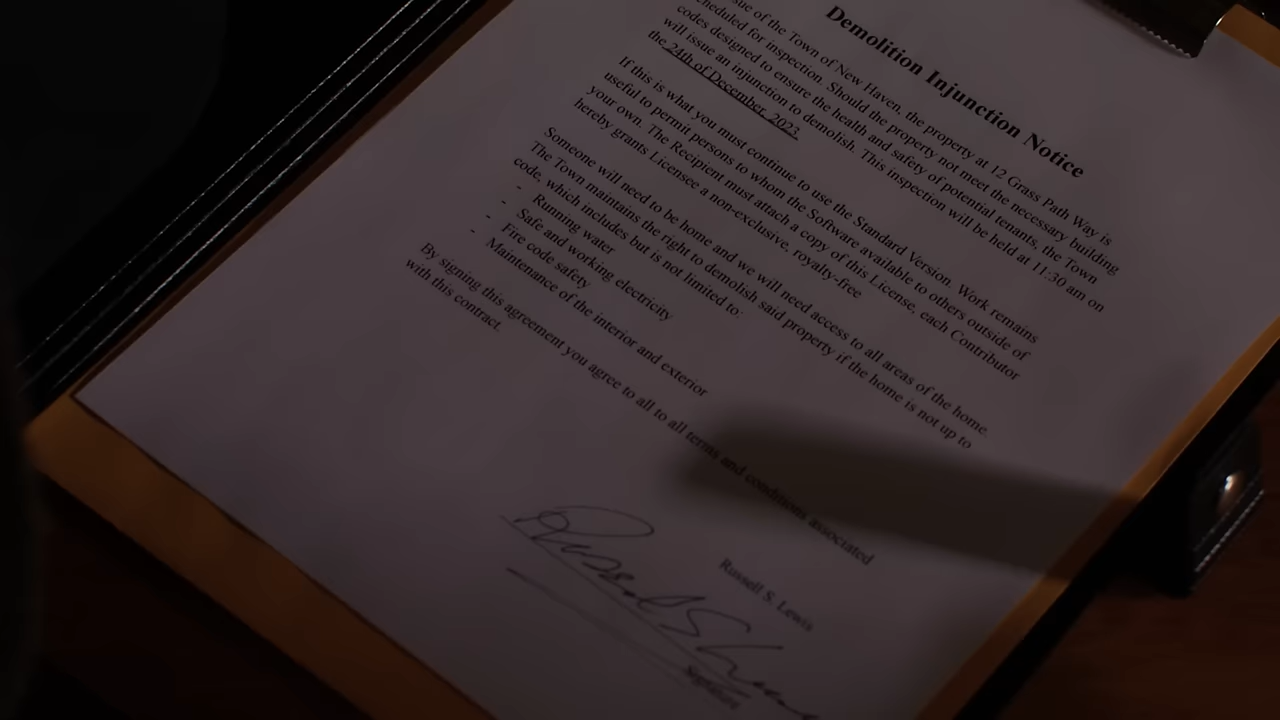 Demolition Injunction Notice
sue of the Town of New Haven, the property at 12 Grass Path Way is
cheduled for inspection. Should the property not meet the necessary building
codes designed to ensure the health and safety of potential tenants, the Town
will issue an injunction to demolish. This inspection will be held at 11:30 am on
the 24th of December, 2023
If this is what you must continue to use the Standard Version. Work remains
useful to permit persons to whom the Software available to others outside of
your own. The Recipient must attach a copy of this License, each Contributor
hereby grants Licensee a non-exclusive, royalty-free
Someone will need to be home and we will need access to all areas of the home.
The Town maintains the right to demolish said property if the home is not up to
code, which includes but is not limited to:
- Running water
- Safe and working electricity
- Fire code safety
- Maintenance of the interior and exterior
By signing this agreement you agree to all to all terms and conditions associated
with this contract.
Russell S. Lewis
Signature